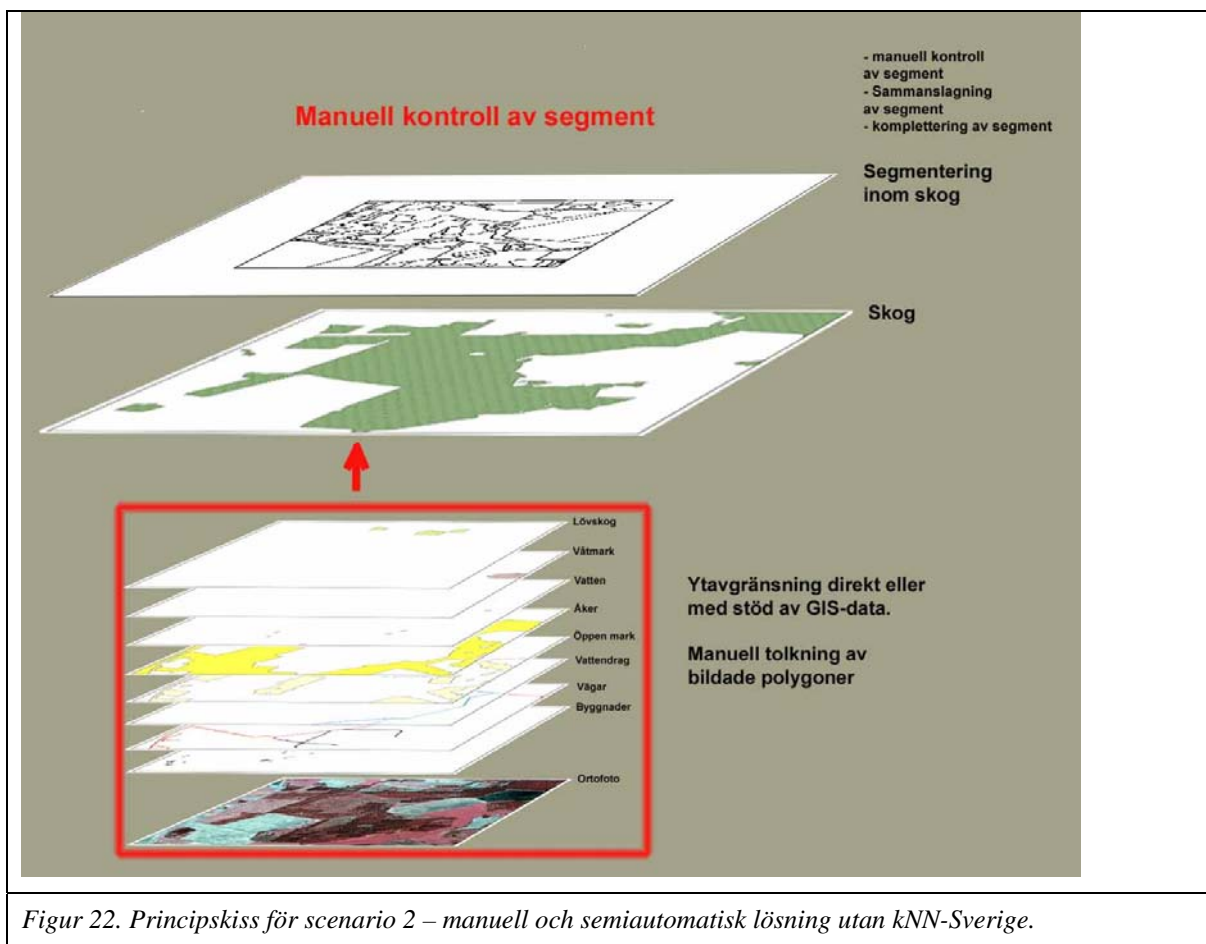 - manuell kontroll
av segment
- Sammanslagning
av segment
- komplettering av segment
Manuell kontroll av segment
Segmentering
inom skog
Skog
Lövskog
Våtmark
Vatten
Åker
Öppen mark
Vattendrag
Vägar
Byggnader
Ortofoto
Ytavgränsning direkt eller
med stöd av GIS-data.
Manuell tolkning av
bildade polygoner
Figur 22. Principskiss för scenario 2 – manuell och semiautomatisk lösning utan kNN-Sverige.